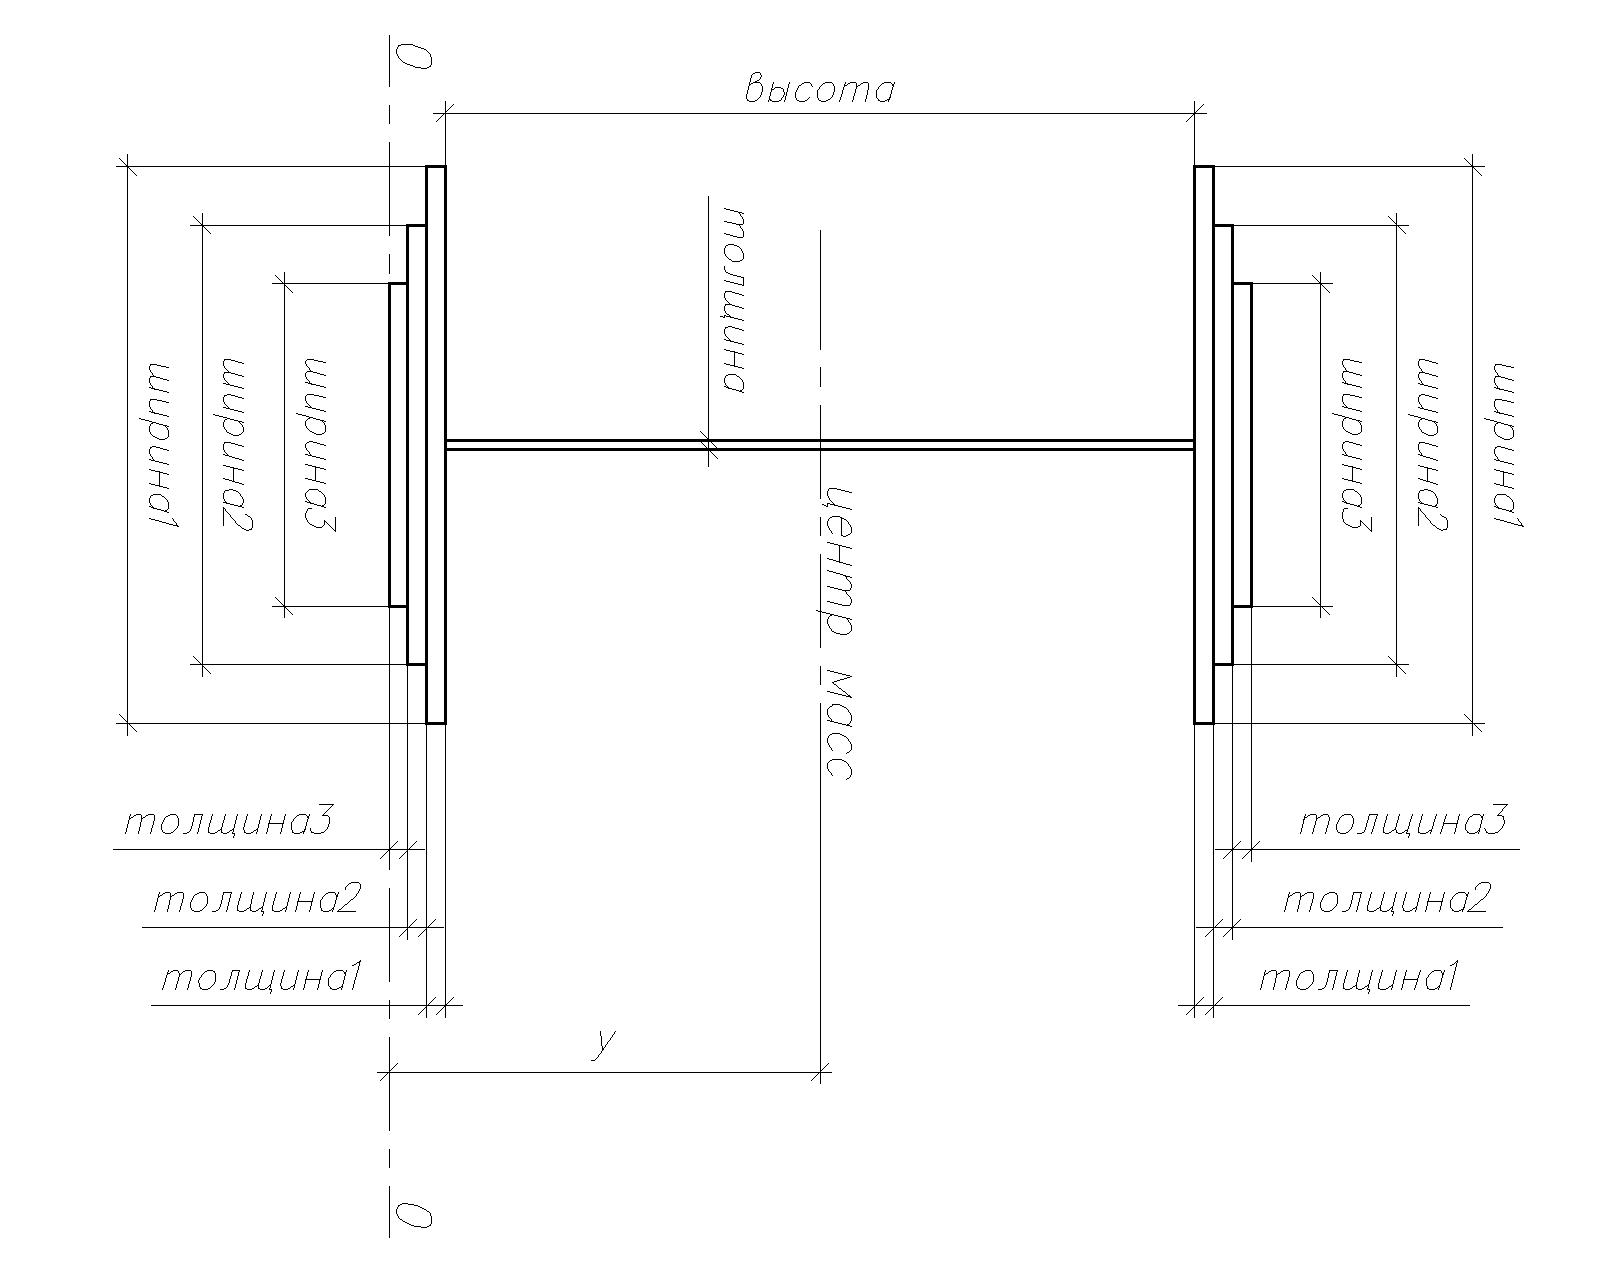 ширина1
ширина2
ширина3
толщина3
толщина2
толщина1
высота
центр масс
толщина
у
0
0
ширина3
ширина2
ширина1
толщина3
толщина2
толщина1